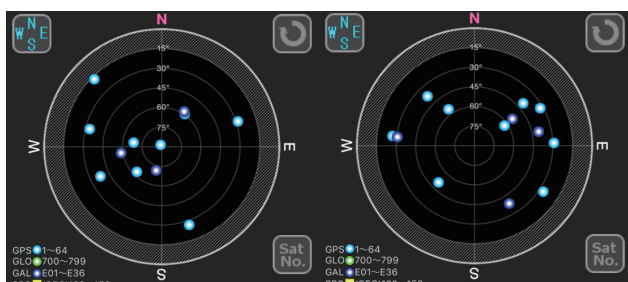 N
W N E
S
15°
30°
45°
60°
75°
W
E
GPS 1～64
GLO 700～799
GAL E01～E36
S
Sat
No.
N
W N E
S
15°
30°
45°
60°
75°
W
E
GPS 1～64
GLO 700～799
GAL E01～E36
S
Sat
No.